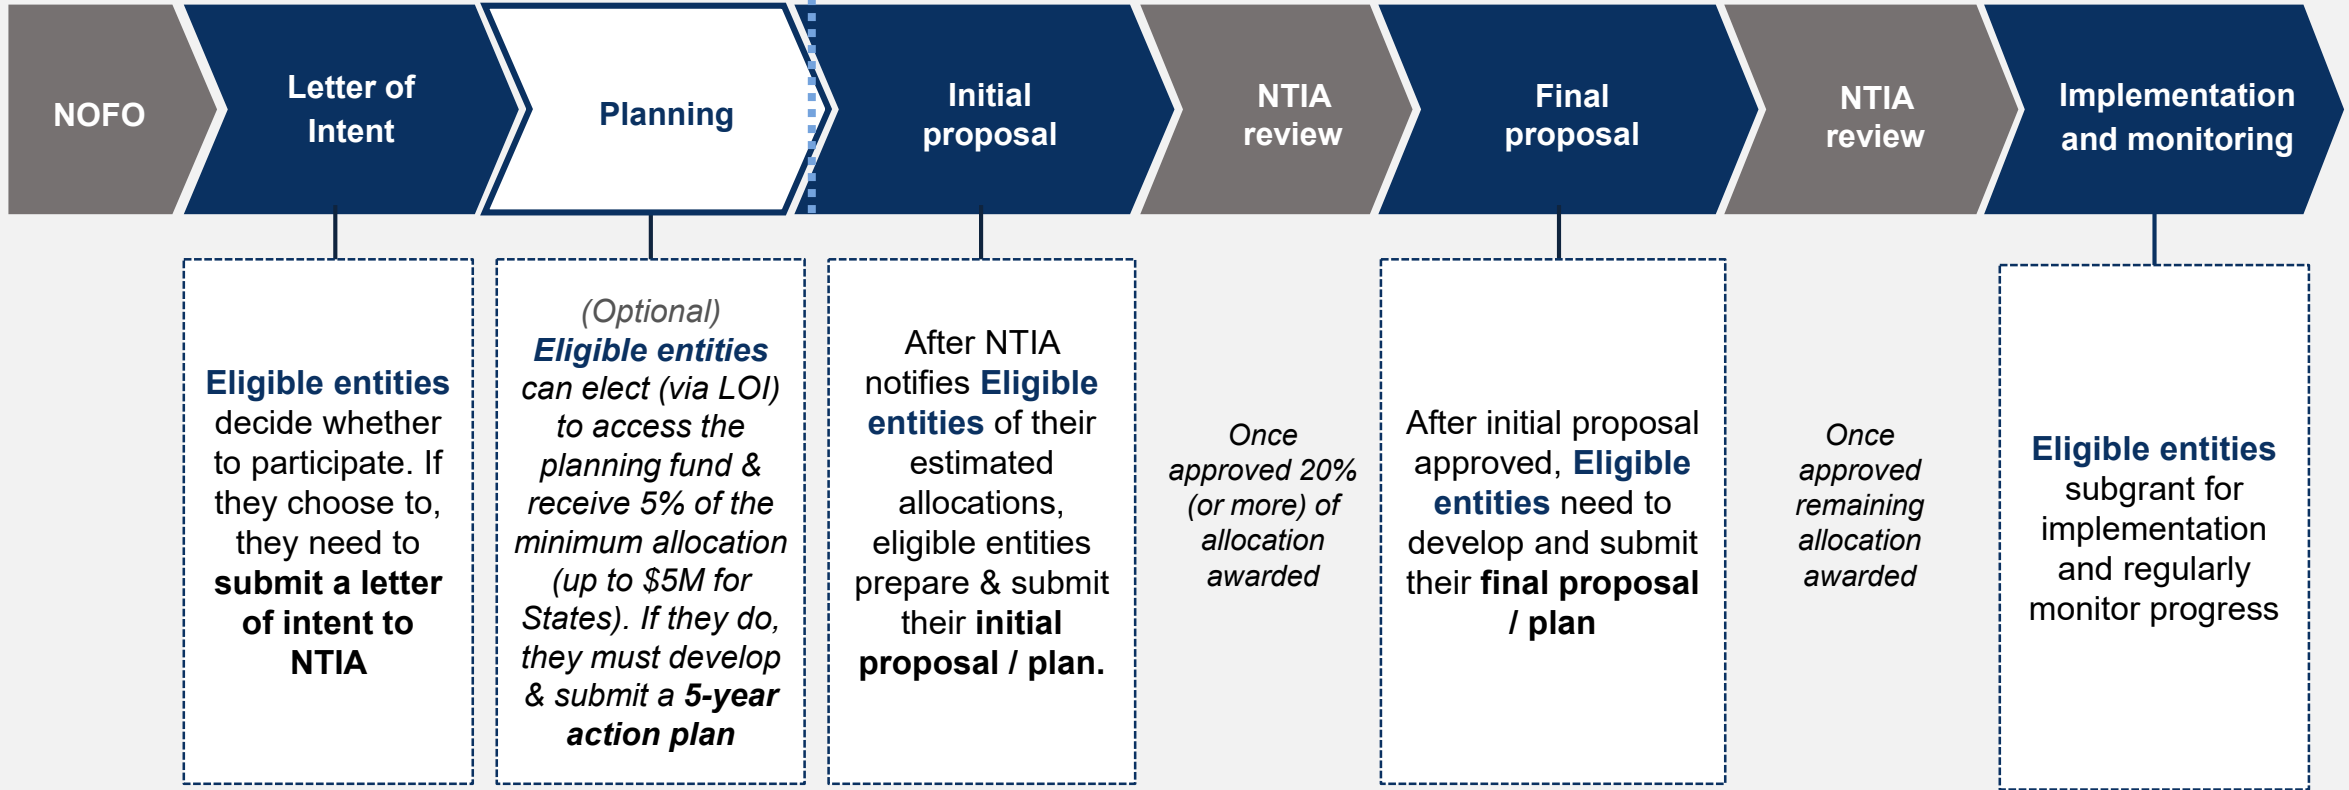 NOFO
Letter of
Intent
Planning
Initial
proposal
NTIA
review
Final
proposal
NTIA
review
Implementation
and monitoring
Eligible entities
decide whether
to participate. If
they choose to,
they need to
submit a letter
of intent to
NTIA
(Optional)
Eligible entities
can elect (via LOI)
to access the
planning fund &
receive 5% of the
minimum allocation
(up to $5M for
States). If they do,
they must develop
& submit a 5-year
action plan
After NTIA
notifies Eligible
entities of their
estimated
allocations,
eligible entities
prepare & submit
their initial
proposal / plan.
Once
approved 20%
(or more) of
allocation
awarded
After initial proposal
approved, Eligible
entities need to
develop and submit
their final proposal
/ plan
Once
approved
remaining
allocation
awarded
Eligible entities
subgrant for
implementation
and regularly
monitor progress